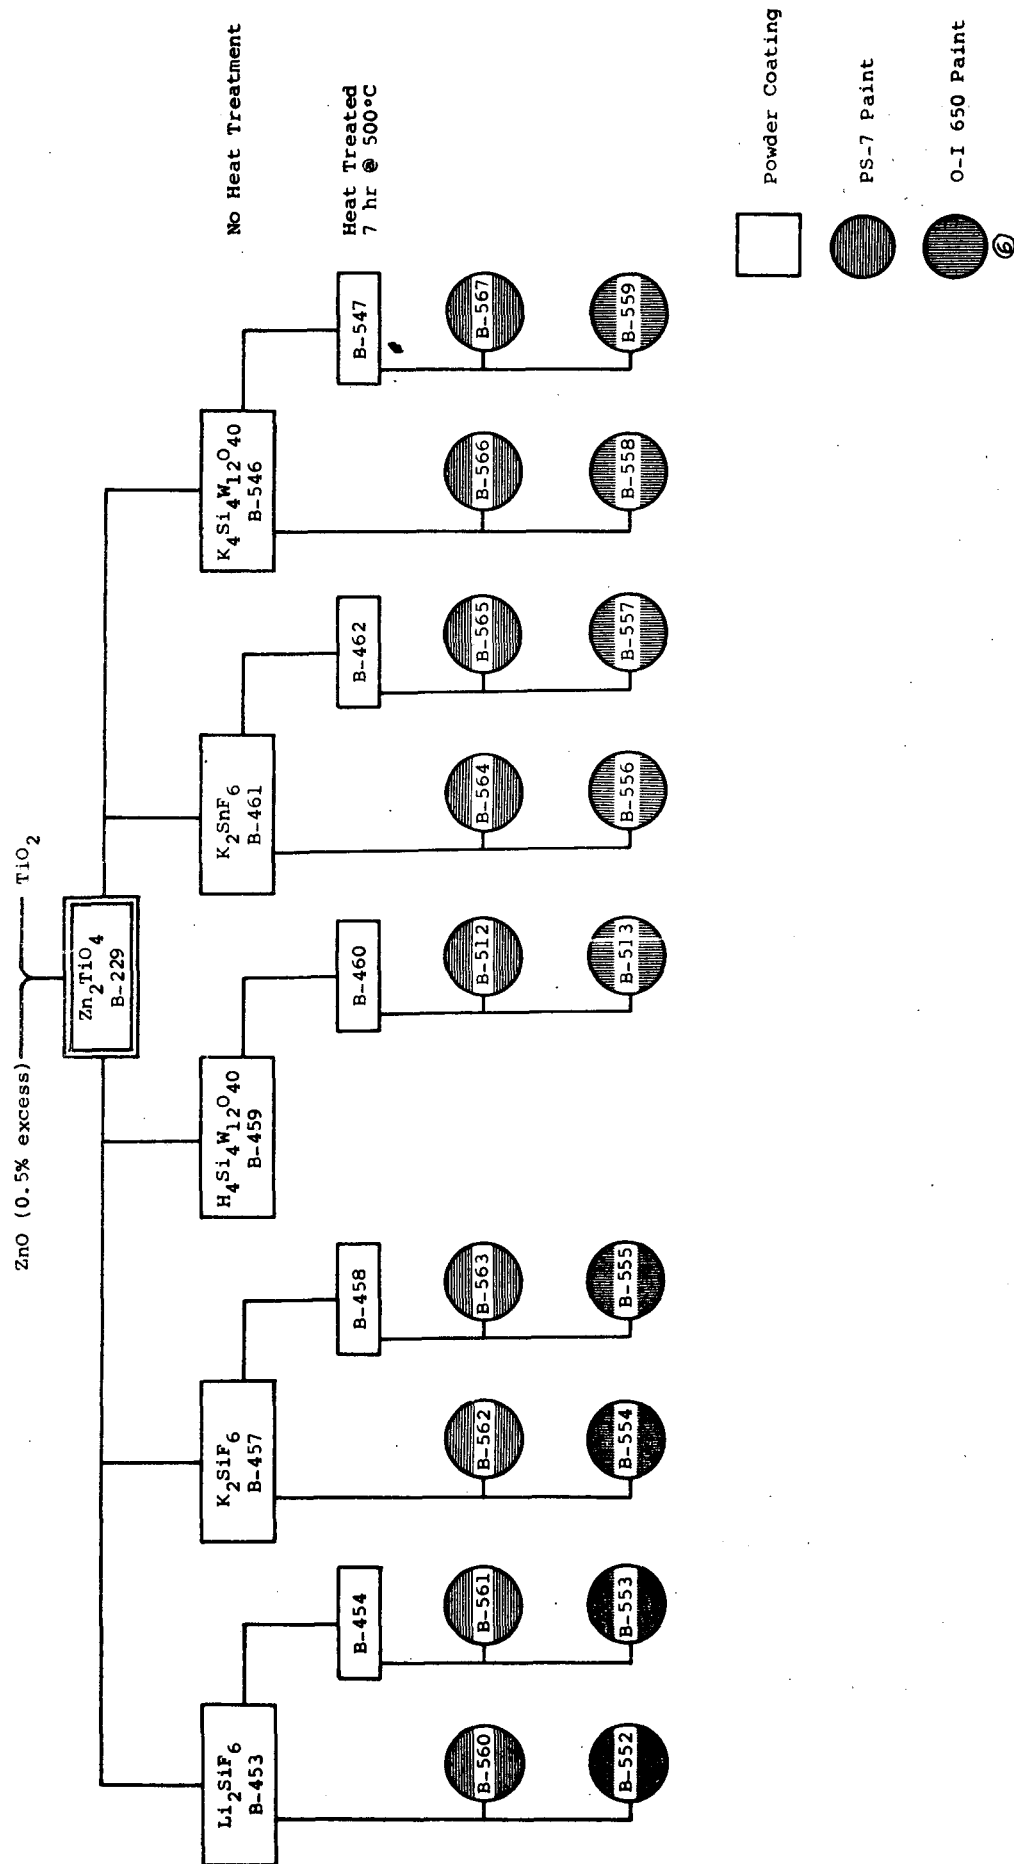 ZnO (0.5% excess) TiO2
Zn2TiO4
B-229
Li2SiF6
B-453
K2SiF6
B-457
H4Si4W12O40
B-459
K2SnF6
B-461
K4Si4W12O40
B-546
No Heat Treatment
B-454
B-458
B-460
B-462
B-547
Heat Treated
7 hr @ 500°C
B-560
B-561
B-562
B-563
B-512
B-564
B-565
B-566
B-567
B-552
B-553
B-554
B-555
B-513
B-556
B-557
B-558
B-559
Powder Coating
PS-7 Paint
O-I 650 Paint
6